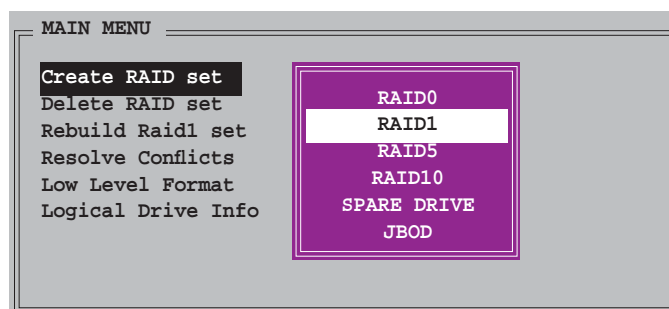 MAIN MENU
Create RAID set
Delete RAID set
Rebuild Raid1 set
Resolve Conflicts
Low Level Format
Logical Drive Info
RAID0
RAID1
RAID5
RAID10
SPARE DRIVE
JBOD